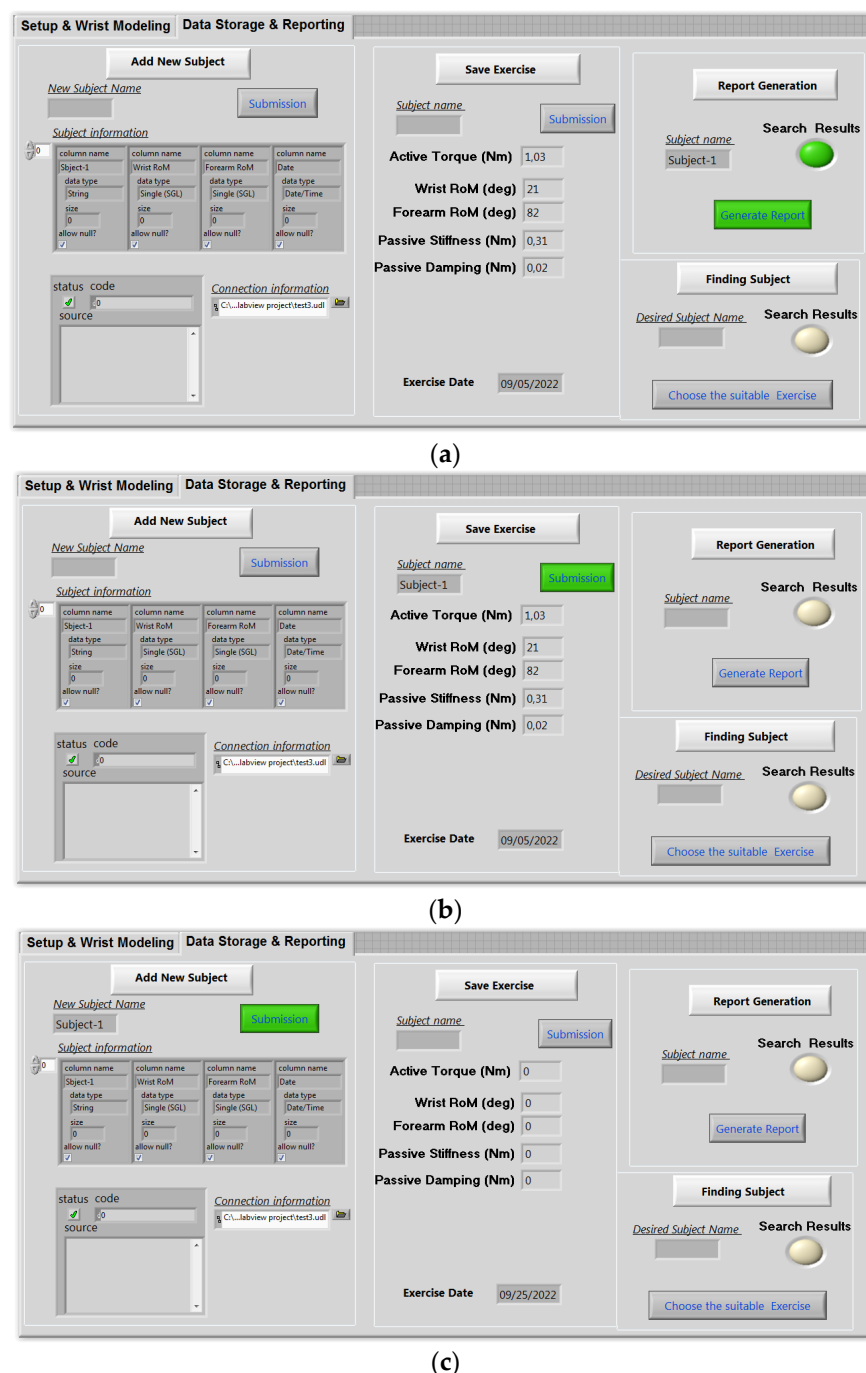 Setup & Wrist Modeling Data Storage & Reporting
Add New Subject
New Subject Name
Submission
Subject information
0
column name column name column name column name
Sbject-1 Wrist RoM Forearm RoM Date
data type data type data type data type
String Single (SGL) Single (SGL) Date/Time
size size size size
0 0 0 0
allow null? allow null? allow null? allow null?
status code
0
source
Connection information
C:\...labview project\test3.udl
Save Exercise
Subject name
Submission
Active Torque (Nm) 1,03
Wrist RoM (deg) 21
Forearm RoM (deg) 82
Passive Stiffness (Nm) 0,31
Passive Damping (Nm) 0,02
Exercise Date 09/05/2022
Report Generation
Subject name
Search Results
Subject-1
Generate Report
Finding Subject
Desired Subject Name
Search Results
Choose the suitable Exercise
(a)
Setup & Wrist Modeling Data Storage & Reporting
Add New Subject
New Subject Name
Submission
Subject information
0
column name column name column name column name
Sbject-1 Wrist RoM Forearm RoM Date
data type data type data type data type
String Single (SGL) Single (SGL) Date/Time
size size size size
0 0 0 0
allow null? allow null? allow null? allow null?
status code
0
source
Connection information
C:\...labview project\test3.udl
Save Exercise
Subject name
Subject-1
Submission
Active Torque (Nm) 1,03
Wrist RoM (deg) 21
Forearm RoM (deg) 82
Passive Stiffness (Nm) 0,31
Passive Damping (Nm) 0,02
Exercise Date 09/05/2022
Report Generation
Subject name
Search Results
Generate Report
Finding Subject
Desired Subject Name
Search Results
Choose the suitable Exercise
(b)
Setup & Wrist Modeling Data Storage & Reporting
Add New Subject
New Subject Name
Subject-1
Submission
Subject information
0
column name column name column name column name
Sbject-1 Wrist RoM Forearm RoM Date
data type data type data type data type
String Single (SGL) Single (SGL) Date/Time
size size size size
0 0 0 0
allow null? allow null? allow null? allow null?
status code
0
source
Connection information
C:\...labview project\test3.udl
Save Exercise
Subject name
Submission
Active Torque (Nm) 0
Wrist RoM (deg) 0
Forearm RoM (deg) 0
Passive Stiffness (Nm) 0
Passive Damping (Nm) 0
Exercise Date 09/25/2022
Report Generation
Subject name
Search Results
Generate Report
Finding Subject
Desired Subject Name
Search Results
Choose the suitable Exercise
(c)